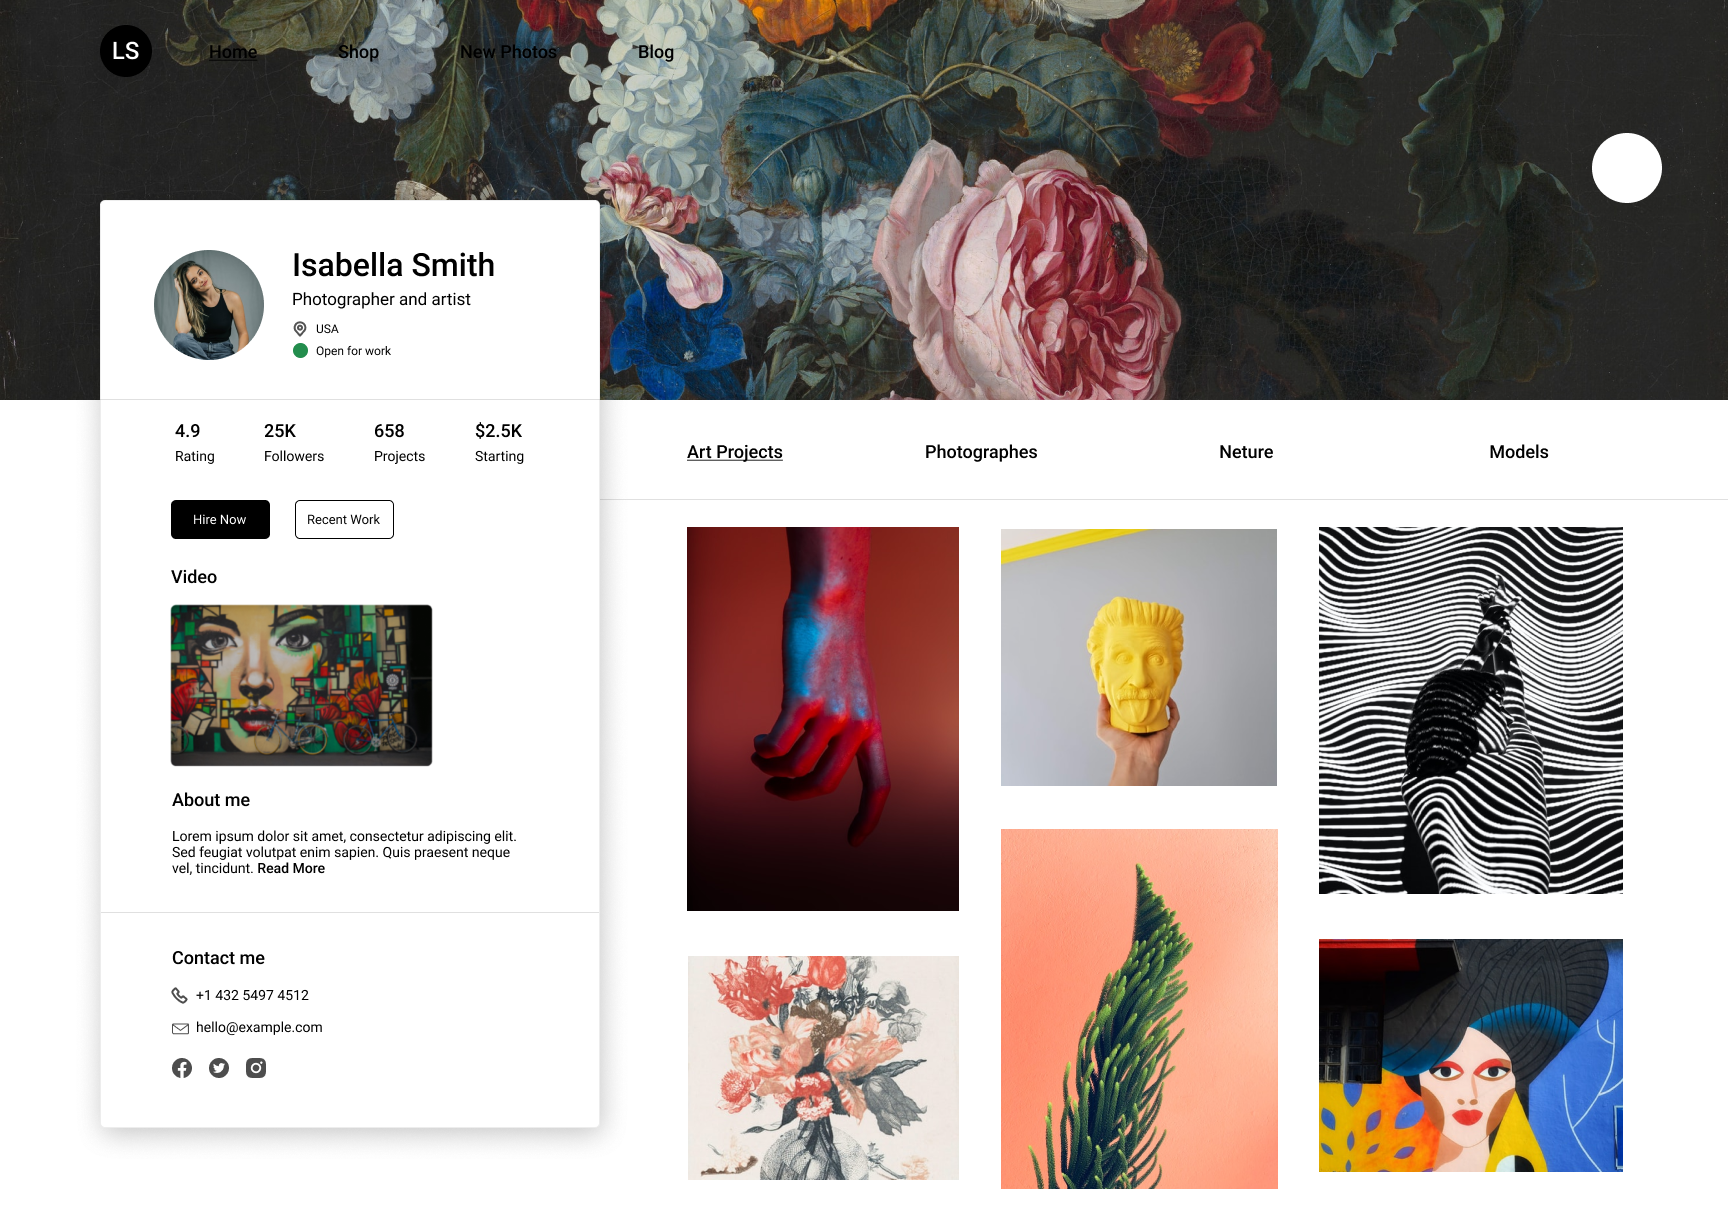 LS
Home
Shop
New Photos
Blog
Isabella Smith
Photographer and artist
USA
Open for work
4.9
25K
658
$2.5K
Rating
Followers
Projects
Starting
Hire Now
Recent Work
Video
About me
Lorem ipsum dolor sit amet, consectetur adipiscing elit.
Sed feugiat volutpat enim sapien. Quis praesent neque
vel, tincidunt. Read More
Contact me
+1 432 5497 4512
hello@example.com
Art Projects
Photographes
Neture
Models